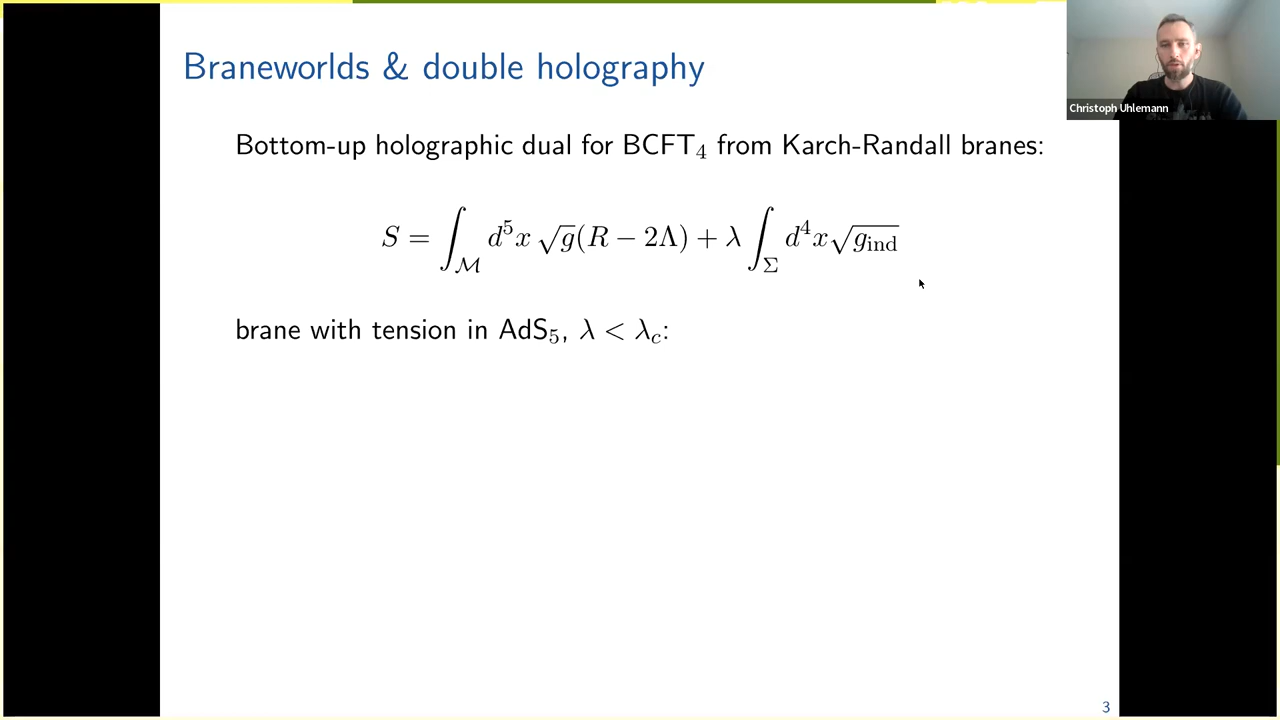 Braneworlds & double holography
Christoph Uhlemann
Bottom-up holographic dual for BCFT₄ from Karch-Randall branes:
S = ∫_M d⁵x √g(R − 2Λ) + λ ∫_Σ d⁴x√g_ind
brane with tension in AdS₅, λ < λ_c:
3